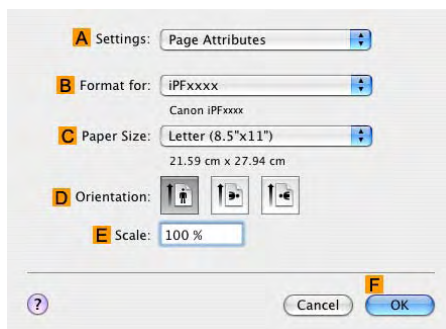 A Settings: Page Attributes
B Format for: iPFxxxx
Canon iPFxxxx
C Paper Size: Letter (8.5"x11")
21.59 cm x 27.94 cm
D Orientation:
E Scale: 100 %
F
? Cancel OK